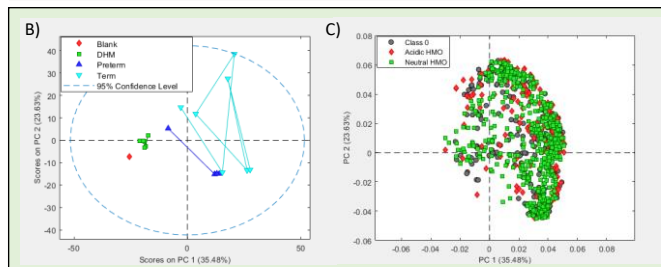 B)
Blank
DHM
Preterm
Term
95% Confidence Level
Scores on PC 2 (23.63%)
40
30
20
10
0
-10
-20
-30
-40
-50
0
50
Scores on PC 1 (35.48%)
C)
Class 0
Acidic HMO
Neutral HMO
PC 2 (23.63%)
0.06
0.04
0.02
0
-0.02
-0.04
-0.06
-0.08
-0.06
-0.04
-0.02
0
0.02
0.04
0.06
0.08
PC 1 (35.48%)